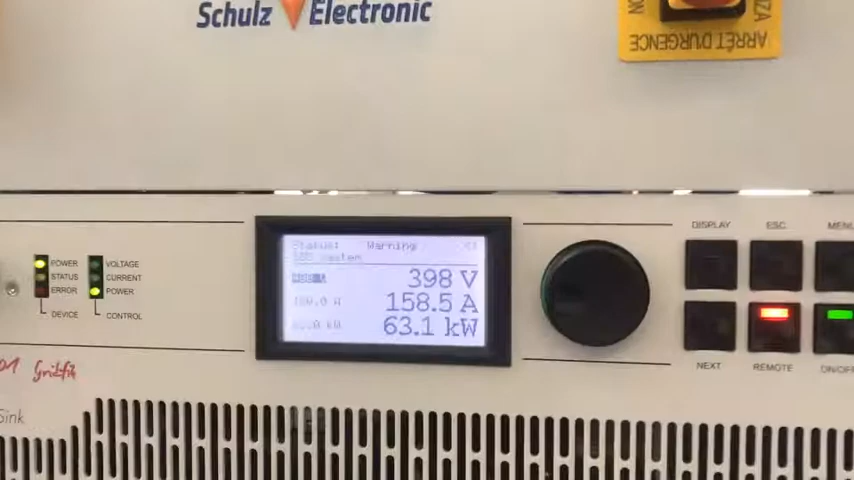 Schulz Electronic
ARRÊT D'URGENCE
DISPLAY
ESC
MENU
POWER
STATUS
ERROR
DEVICE
VOLTAGE
CURRENT
POWER
CONTROL
Status: Warning
398 V
158.5 A
63.1 kW
NEXT
REMOTE
ON/OFF
Sink